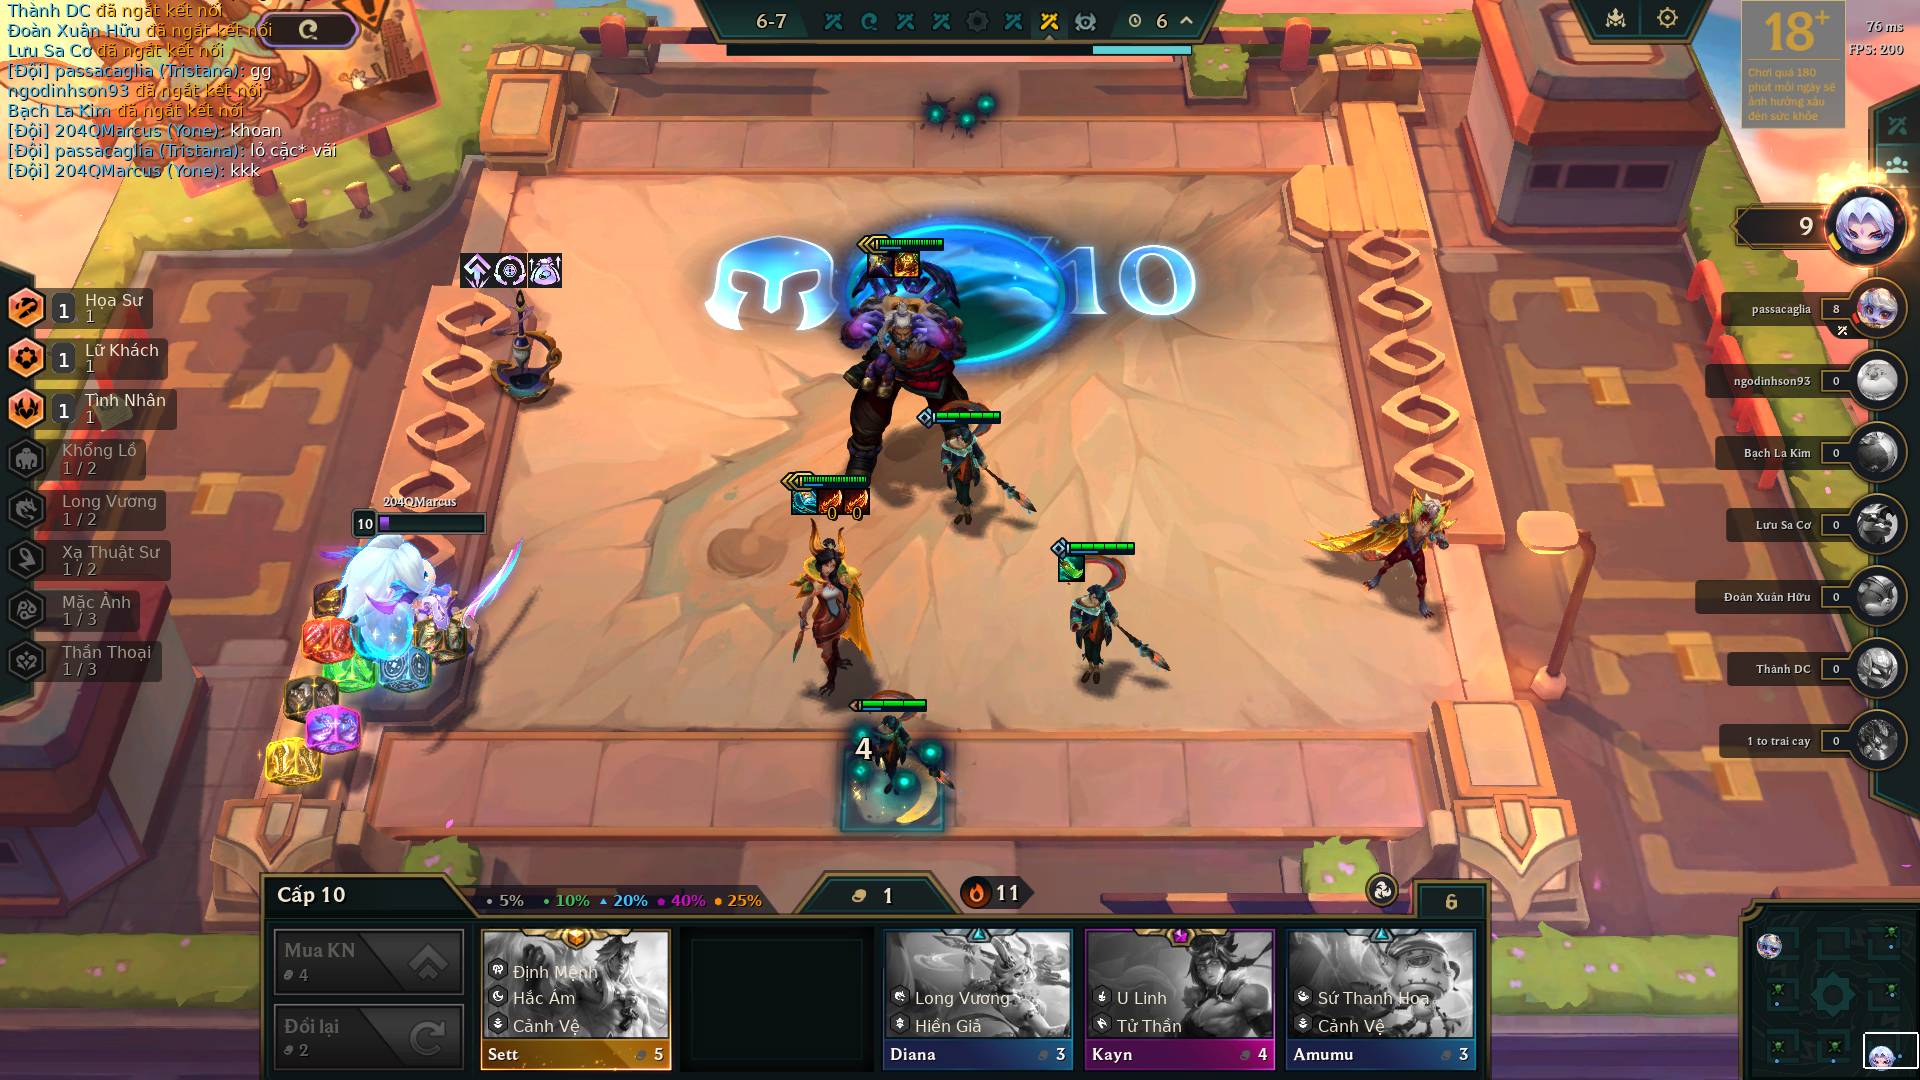 Thành DC đã ngắt kết nối
Đoàn Xuân Hữu đã ngắt kết nối
Lưu Sa Cơ đã ngắt kết nối
[Đội] passacaglia (Tristana): gg
ngodinhson93 đã ngắt kết nối
Bạch La Kim đã ngắt kết nối
[Đội] 204QMarcus (Yone): khoan
[Đội] passacaglia (Tristana): lỏ cặc* vãi
[Đội] 204QMarcus (Yone): kkk
6-7
6
18+
Chơi quá 180
phút mỗi ngày sẽ
ảnh hưởng xấu
đến sức khỏe
76 ms
FPS: 200
10
1 Họa Sư
1
1 Lữ Khách
1
1 Tình Nhân
1
Khổng Lồ
1 / 2
Long Vương
1 / 2
Xạ Thuật Sư
1 / 2
Mặc Ảnh
1 / 3
Thần Thoại
1 / 3
204QMarcus
10
0 0
4
9
passacaglia 8
ngodinhson93 0
Bạch La Kim 0
Lưu Sa Cơ 0
Đoàn Xuân Hữu 0
Thành DC 0
1 to trai cay 0
Cấp 10
5% 10% 20% 40% 25%
1
11
6
Mua KN
4
Đổi lại
2
Định Mệnh
Hắc Ám
Cảnh Vệ
Sett 5
Long Vương
Hiền Giả
Diana 3
U Linh
Tử Thần
Kayn 4
Sứ Thanh Hoa
Cảnh Vệ
Amumu 3